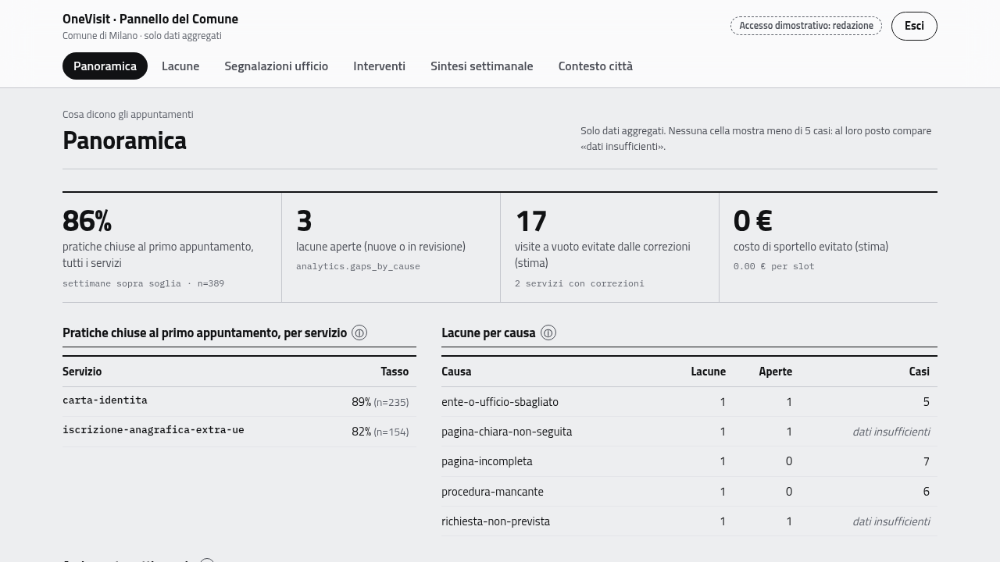 OneVisit · Pannello del Comune
Comune di Milano · solo dati aggregati
Accesso dimostrativo: redazione
Esci
Panoramica Lacune Segnalazioni ufficio Interventi Sintesi settimanale Contesto città
Cosa dicono gli appuntamenti
Panoramica
Solo dati aggregati. Nessuna cella mostra meno di 5 casi: al loro posto compare
«dati insufficienti».
86%
pratiche chiuse al primo appuntamento,
tutti i servizi
settimane sopra soglia · n=389
3
lacune aperte (nuove o in revisione)
analytics.gaps_by_cause
17
visite a vuoto evitate dalle correzioni
(stima)
2 servizi con correzioni
0 €
costo di sportello evitato (stima)
0.00 € per slot
Pratiche chiuse al primo appuntamento, per servizio ⓘ
Servizio Tasso
carta-identita 89% (n=235)
iscrizione-anagrafica-extra-ue 82% (n=154)
Lacune per causa ⓘ
Causa Lacune Aperte Casi
ente-o-ufficio-sbagliato 1 1 5
pagina-chiara-non-seguita 1 1 dati insufficienti
pagina-incompleta 1 0 7
procedura-mancante 1 0 6
richiesta-non-prevista 1 1 dati insufficienti